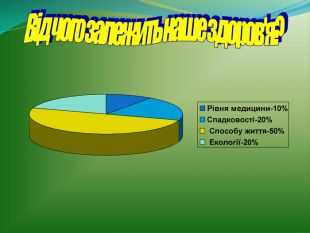 Від чого залежить наше здоров'я?
Рівня медицини-10%
Спадковості-20%
Способу життя-50%
Екології-20%